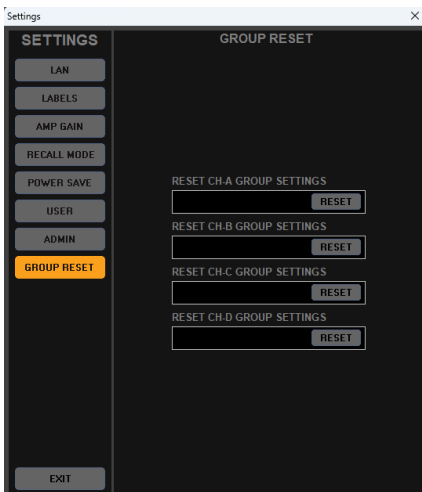 Settings
SETTINGS
LAN
LABELS
AMP GAIN
RECALL MODE
POWER SAVE
USER
ADMIN
GROUP RESET
EXIT
GROUP RESET
RESET CH-A GROUP SETTINGS
RESET
RESET CH-B GROUP SETTINGS
RESET
RESET CH-C GROUP SETTINGS
RESET
RESET CH-D GROUP SETTINGS
RESET